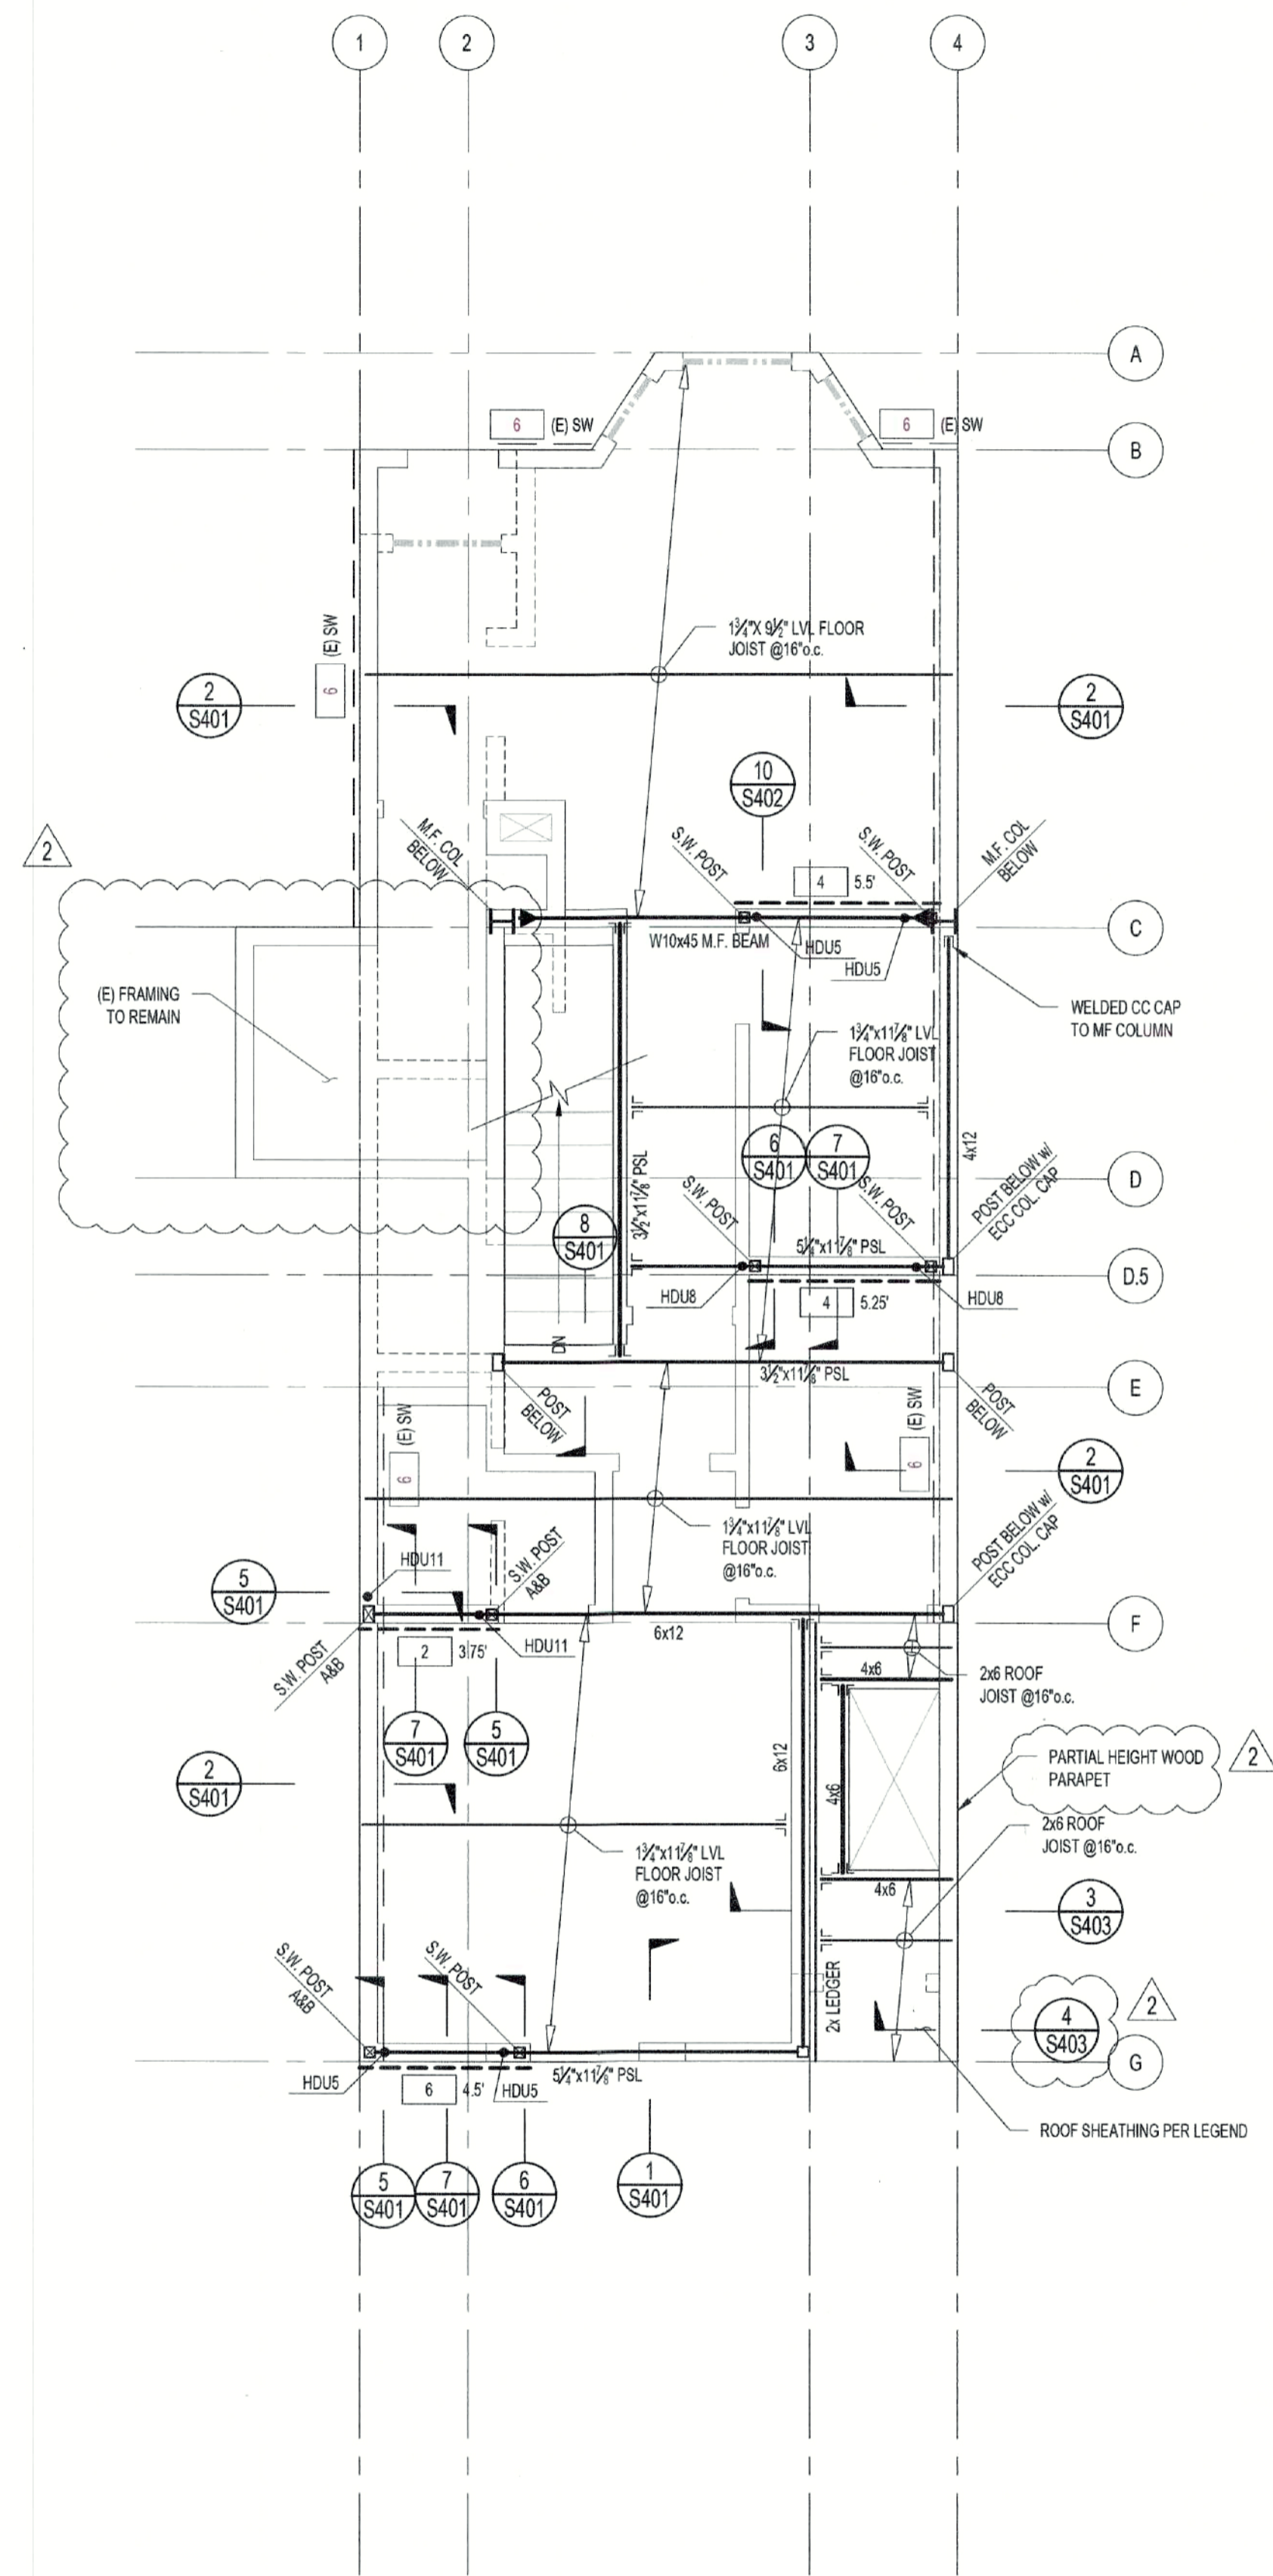 1
2
3
4
A
6
(E) SW
6
(E) SW
B
(E) SW
6
1¾"X 9½" LVL FLOOR
JOIST @16"o.c.
2
S401
2
S401
10
S402
2
M.F. COL
BELOW
S.W. POST
S.W. POST
M.F. COL
BELOW
4
5.5'
C
W10x45 M.F. BEAM
HDU5
HDU5
(E) FRAMING
TO REMAIN
WELDED CC CAP
TO MF COLUMN
1¾"x11⅞" LVL
FLOOR JOIST
@16"o.c.
4x12
6
S401
7
S401
3½"x11⅞" PSL
S.W. POST
S.W. POST
POST BELOW w/
ECC COL. CAP
D
8
S401
5¼"x11⅞" PSL
D.5
HDU8
4
5.25'
HDU8
DN
3½"x11⅞" PSL
E
POST
BELOW
POST
BELOW
(E) SW
6
(E) SW
6
2
S401
1¾"x11⅞" LVL
FLOOR JOIST
@16"o.c.
POST BELOW w/
ECC COL. CAP
HDU11
S.W. POST
A&B
5
S401
F
6x12
2
3.75'
HDU11
S.W. POST
A&B
4x6
2x6 ROOF
JOIST @16"o.c.
7
S401
5
S401
6x12
4x6
PARTIAL HEIGHT WOOD
PARAPET
2
2
S401
2x6 ROOF
JOIST @16"o.c.
1¾"x11⅞" LVL
FLOOR JOIST
@16"o.c.
4x6
3
S403
S.W. POST
A&B
S.W. POST
2x LEDGER
4
S403
2
G
HDU5
6
4.5'
HDU5
5¼"x11⅞" PSL
ROOF SHEATHING PER LEGEND
5
S401
7
S401
6
S401
1
S401